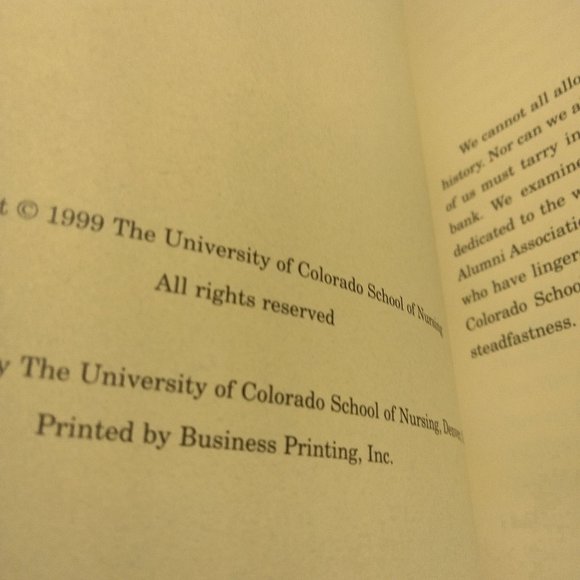 t © 1999 The University of Colorado School of Nursing
All rights reserved
y The University of Colorado School of Nursing, Denver,
Printed by Business Printing, Inc.
We cannot all allo
history. Nor can we a
of us must tarry in
bank. We examine
dedicated to the w
Alumni Associati
who have linger
Colorado Schoo
steadfastness.